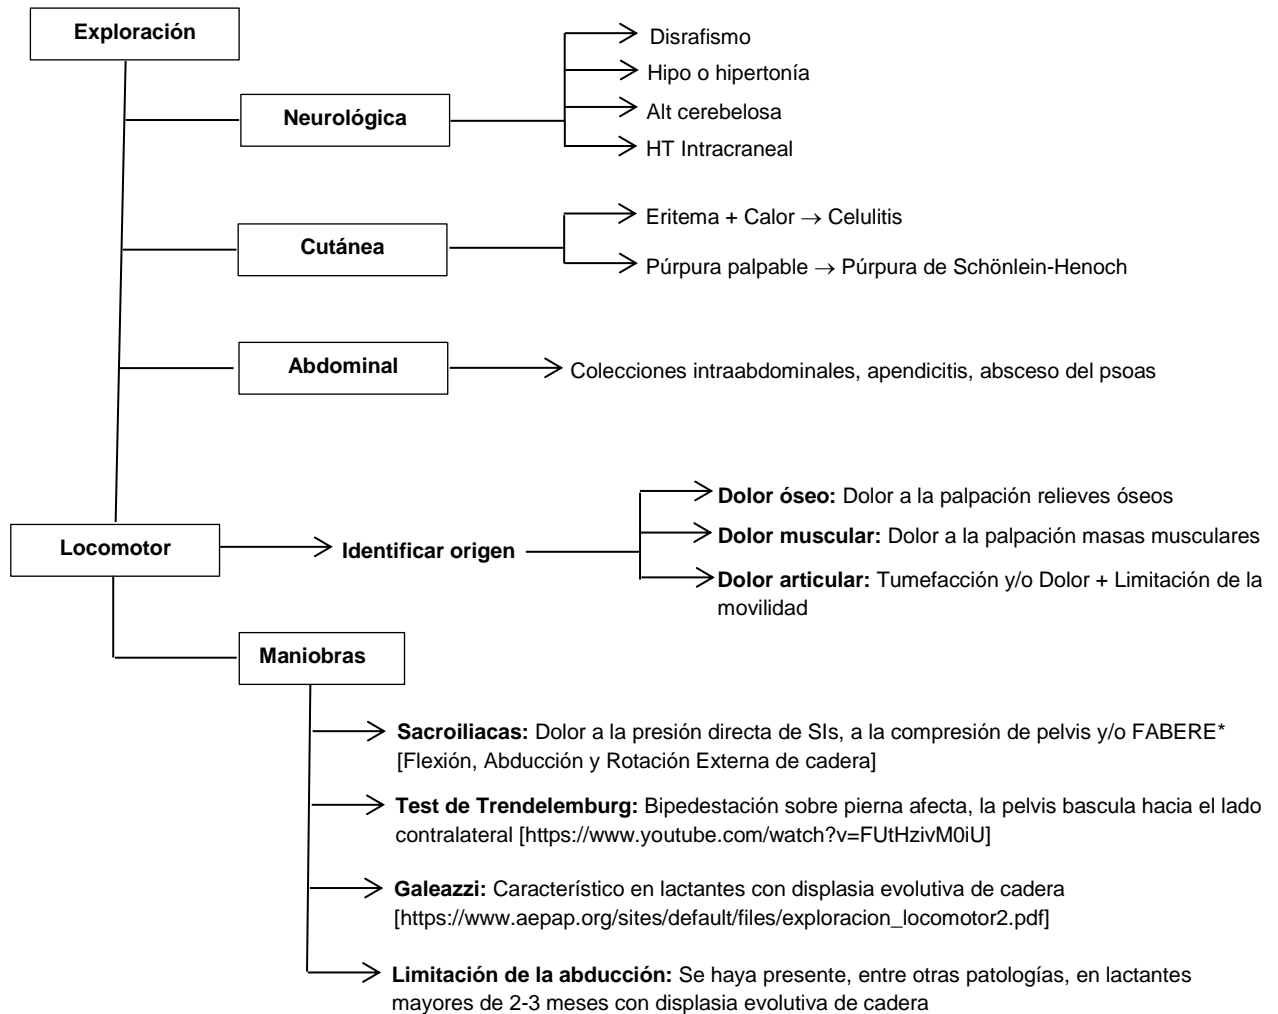 Exploración
Disrafismo
Hipo o hipertonía
Neurológica
Alt cerebelosa
HT Intracraneal
Cutánea
Eritema + Calor → Celulitis
Púrpura palpable → Púrpura de Schönlein-Henoch
Abdominal
Colecciones intraabdominales, apendicitis, absceso del psoas
Locomotor
Identificar origen
Dolor óseo: Dolor a la palpación relieves óseos
Dolor muscular: Dolor a la palpación masas musculares
Dolor articular: Tumefacción y/o Dolor + Limitación de la
movilidad
Maniobras
Sacroiliacas: Dolor a la presión directa de SIs, a la compresión de pelvis y/o FABERE*
[Flexión, Abducción y Rotación Externa de cadera]
Test de Trendelemburg: Bipedestación sobre pierna afecta, la pelvis bascula hacia el lado
contralateral [https://www.youtube.com/watch?v=FUtHzivM0iU]
Galeazzi: Característico en lactantes con displasia evolutiva de cadera
[https://www.aepap.org/sites/default/files/exploracion_locomotor2.pdf]
Limitación de la abducción: Se haya presente, entre otras patologías, en lactantes
mayores de 2-3 meses con displasia evolutiva de cadera